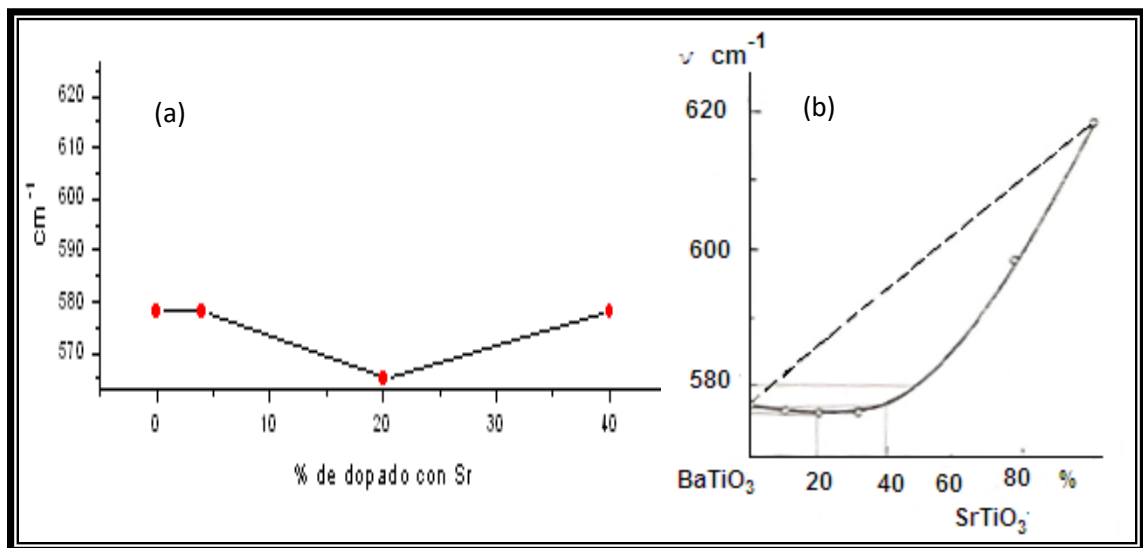 (a)
cm⁻¹
620
610
600
590
580
570
0 10 20 30 40
% de dopado con Sr
(b)
ν cm⁻¹
620
600
580
BaTiO₃ 20 40 60 80 %
SrTiO₃